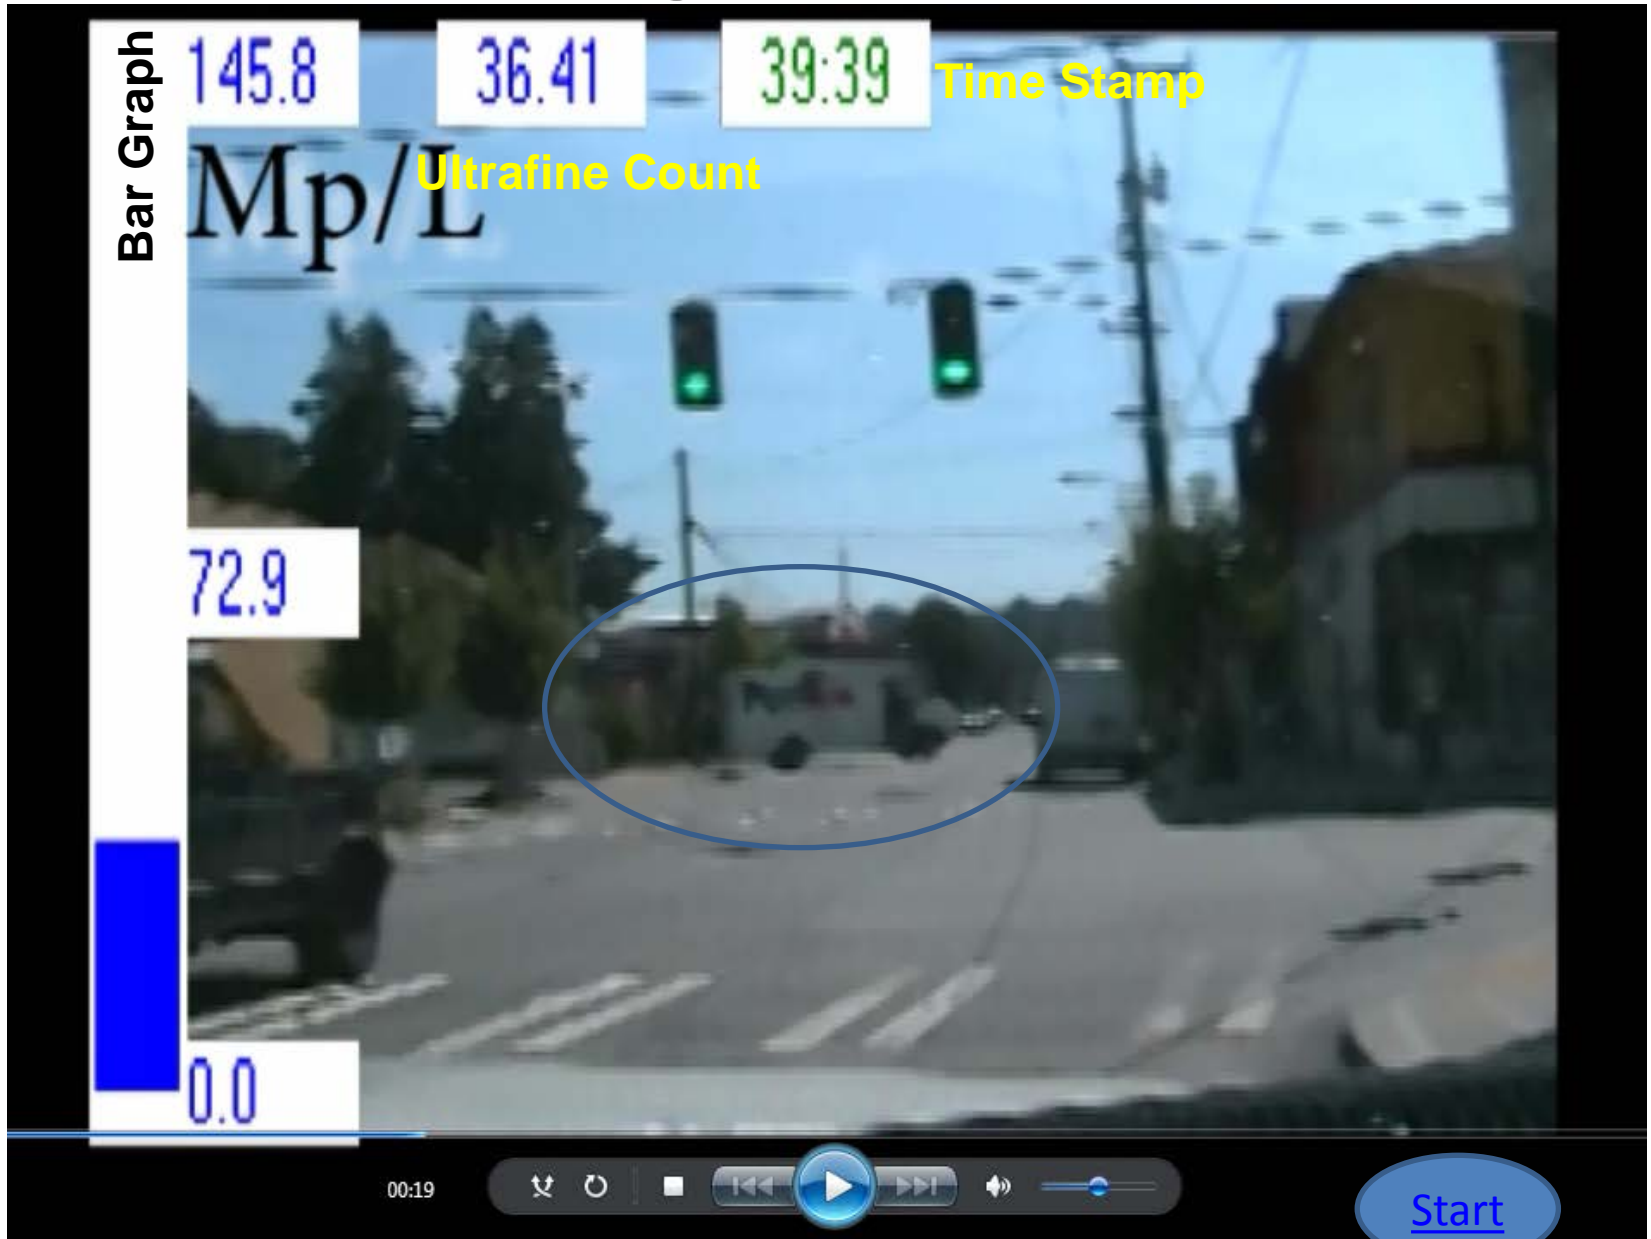 Bar Graph
145.8
36.41
39:39
Time Stamp
Mp/L
Ultrafine Count
72.9
0.0
00:19
Start